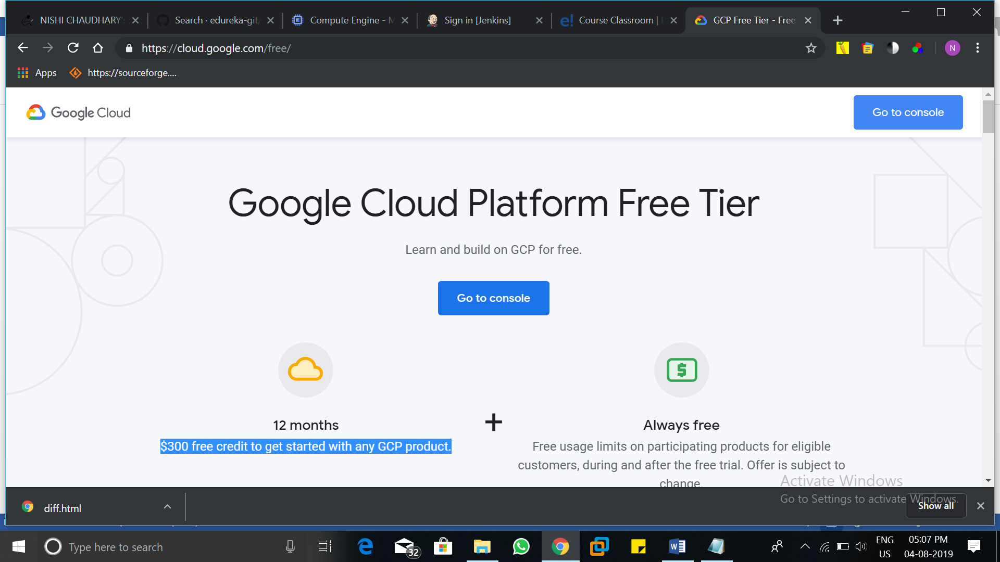 NISHI CHAUDHARY's
Search · edureka-git/
Compute Engine - M
Sign in [Jenkins]
Course Classroom | E
GCP Free Tier - Free
https://cloud.google.com/free/
N
Apps
https://sourceforge....
Google Cloud
Go to console
Google Cloud Platform Free Tier
Learn and build on GCP for free.
Go to console
12 months
$300 free credit to get started with any GCP product.
+
Always free
Free usage limits on participating products for eligible
customers, during and after the free trial. Offer is subject to
change.
Activate Windows
Go to Settings to activate Windows.
diff.html
Show all
Type here to search
32
ENG
US
05:07 PM
04-08-2019